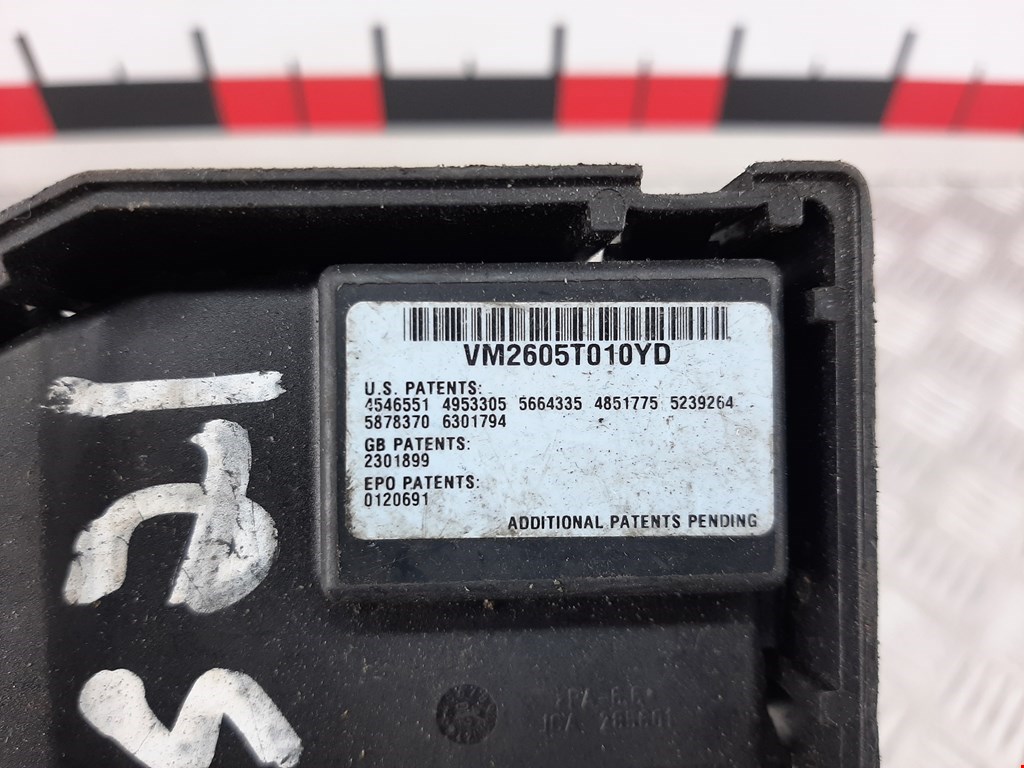 VM2605T010YD
U.S. PATENTS:
4546551 4953305 5664335 4851775 5239264
5878370 6301794
GB PATENTS:
2301899
EPO PATENTS:
0120691
ADDITIONAL PATENTS PENDING